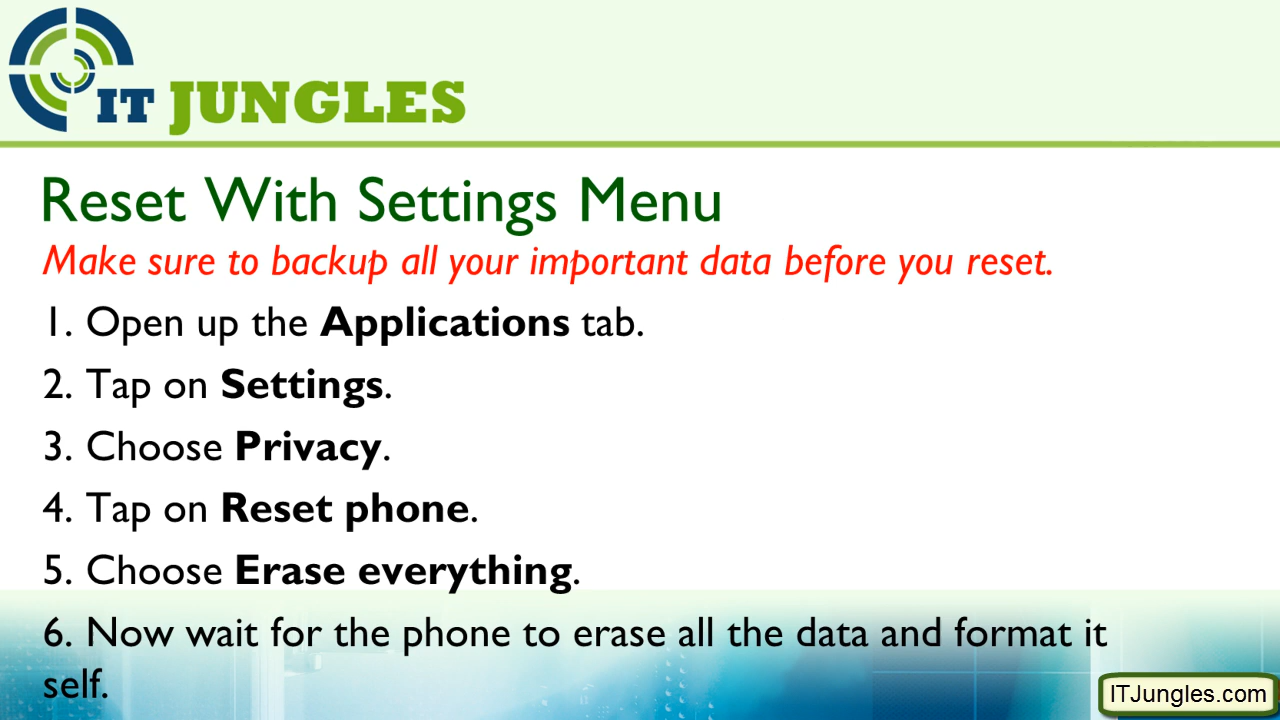 IT JUNGLES
Reset With Settings Menu
Make sure to backup all your important data before you reset.
1. Open up the Applications tab.
2. Tap on Settings.
3. Choose Privacy.
4. Tap on Reset phone.
5. Choose Erase everything.
6. Now wait for the phone to erase all the data and format it
self.
ITJungles.com